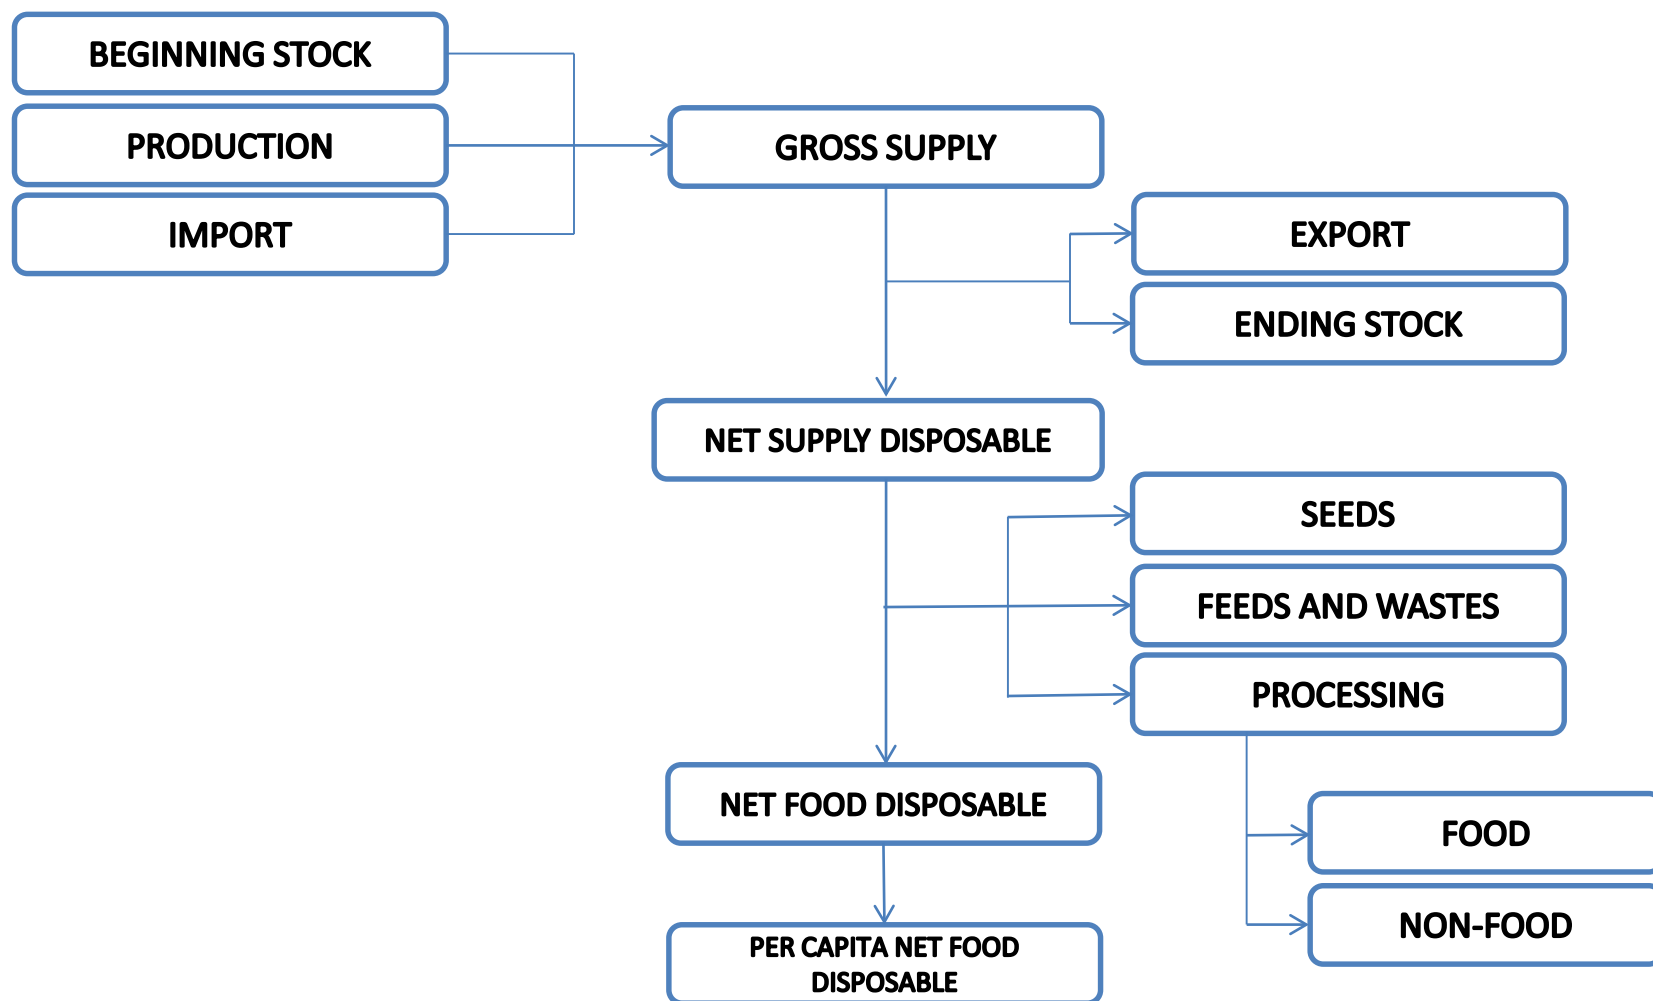 BEGINNING STOCK
PRODUCTION
IMPORT
GROSS SUPPLY
EXPORT
ENDING STOCK
NET SUPPLY DISPOSABLE
SEEDS
FEEDS AND WASTES
PROCESSING
NET FOOD DISPOSABLE
FOOD
NON-FOOD
PER CAPITA NET FOOD
DISPOSABLE